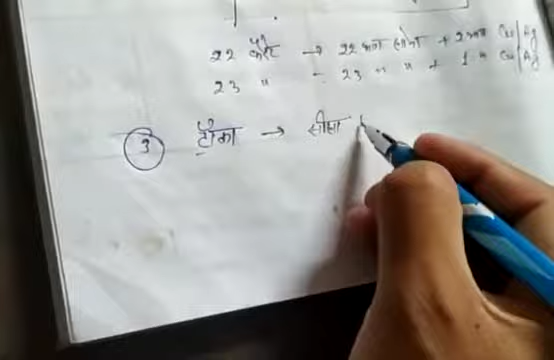 22 कैरेट → 22 भाग सोना + 2 भाग Cu/Ag
23 " - 23 " " + 1 " Cu/Ag
3 टाँका → सीसा +